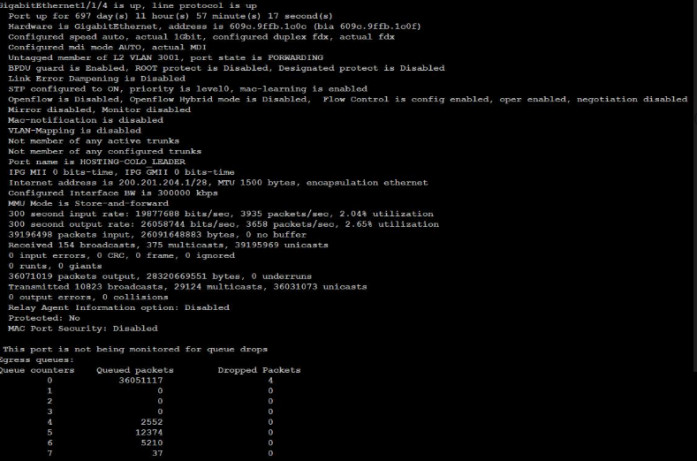 GigabitEthernet1/1/4 is up, line protocol is up
Port up for 697 day(s) 11 hour(s) 57 minute(s) 17 second(s)
Hardware is GigabitEthernet, address is 609c.9ffb.1c0f (bia 609c.9ffb.1c0f)
Configured speed auto, actual 1Gbit, configured duplex fdx, actual fdx
Configured mdi mode AUTO, actual MDI
Untagged member of L2 VLAN 3001, port state is FORWARDING
BPDU guard is Enabled, ROOT protect is Disabled, Designated protect is Disabled
Link Error Dampening is Disabled
STP configured to ON, priority is level0, mac-learning is enabled
Openflow is Disabled, Openflow Hybrid mode is Disabled, Flow Control is config enabled, oper enabled, negotiation disabled
Mirror disabled, Monitor disabled
Mac-notification is disabled
VLAN-Mapping is disabled
Not member of any active trunks
Not member of any configured trunks
Port name is HOSTING-COLO_LEADER
IPG MII 0 bits-time, IPG GMII 0 bits-time
Internet address is 200.201.204.1/28, MTU 1500 bytes, encapsulation ethernet
Configured Interface BW is 300000 kbps
MMU Mode is Store-and-forward
300 second input rate: 19877688 bits/sec, 3935 packets/sec, 2.04% utilization
300 second output rate: 26058744 bits/sec, 3658 packets/sec, 2.65% utilization
39196498 packets input, 26091648883 bytes, 0 no buffer
Received 154 broadcasts, 375 multicasts, 39195969 unicasts
0 input errors, 0 CRC, 0 frame, 0 ignored
0 runts, 0 giants
36071019 packets output, 28320669551 bytes, 0 underruns
Transmitted 10823 broadcasts, 29124 multicasts, 36031073 unicasts
0 output errors, 0 collisions
Relay Agent Information option: Disabled
Protected: No
MAC Port Security: Disabled
This port is not being monitored for queue drops
Egress queues:
Queue counters Queued packets Dropped Packets
0 36051117 4
1 0 0
2 0 0
3 0 0
4 2552 0
5 12374 0
6 5210 0
7 37 0